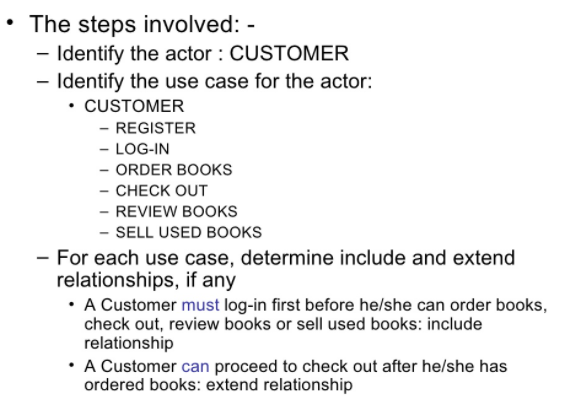 • The steps involved: -
– Identify the actor : CUSTOMER
– Identify the use case for the actor:
• CUSTOMER
– REGISTER
– LOG-IN
– ORDER BOOKS
– CHECK OUT
– REVIEW BOOKS
– SELL USED BOOKS
– For each use case, determine include and extend
relationships, if any
• A Customer must log-in first before he/she can order books,
check out, review books or sell used books: include
relationship
• A Customer can proceed to check out after he/she has
ordered books: extend relationship